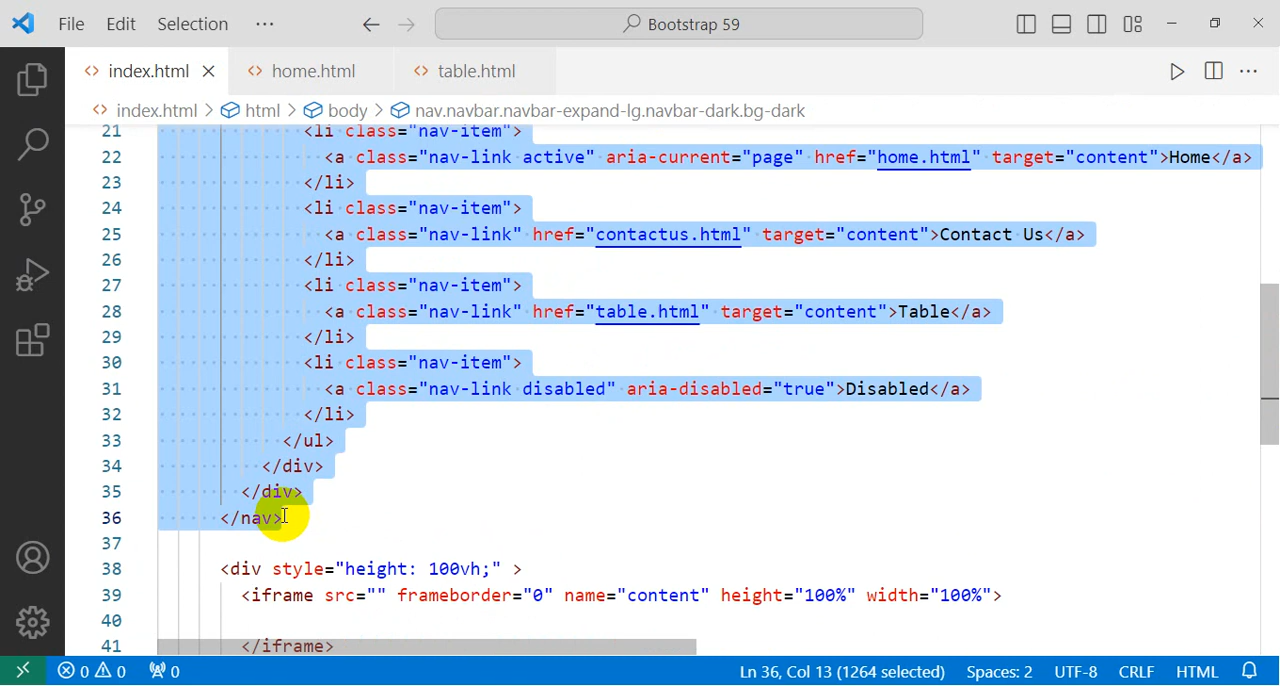 File Edit Selection ··· Bootstrap 59
index.html home.html table.html
index.html > html > body > nav.navbar.navbar-expand-lg.navbar-dark.bg-dark
21 <li class="nav-item">
22 <a class="nav-link active" aria-current="page" href="home.html" target="content">Home</a>
23 </li>
24 <li class="nav-item">
25 <a class="nav-link" href="contactus.html" target="content">Contact Us</a>
26 </li>
27 <li class="nav-item">
28 <a class="nav-link" href="table.html" target="content">Table</a>
29 </li>
30 <li class="nav-item">
31 <a class="nav-link disabled" aria-disabled="true">Disabled</a>
32 </li>
33 </ul>
34 </div>
35 </div>
36 </nav>
37
38 <div style="height: 100vh;" >
39 <iframe src="" frameborder="0" name="content" height="100%" width="100%">
40
41 </iframe>
0 0 0 Ln 36, Col 13 (1264 selected) Spaces: 2 UTF-8 CRLF HTML